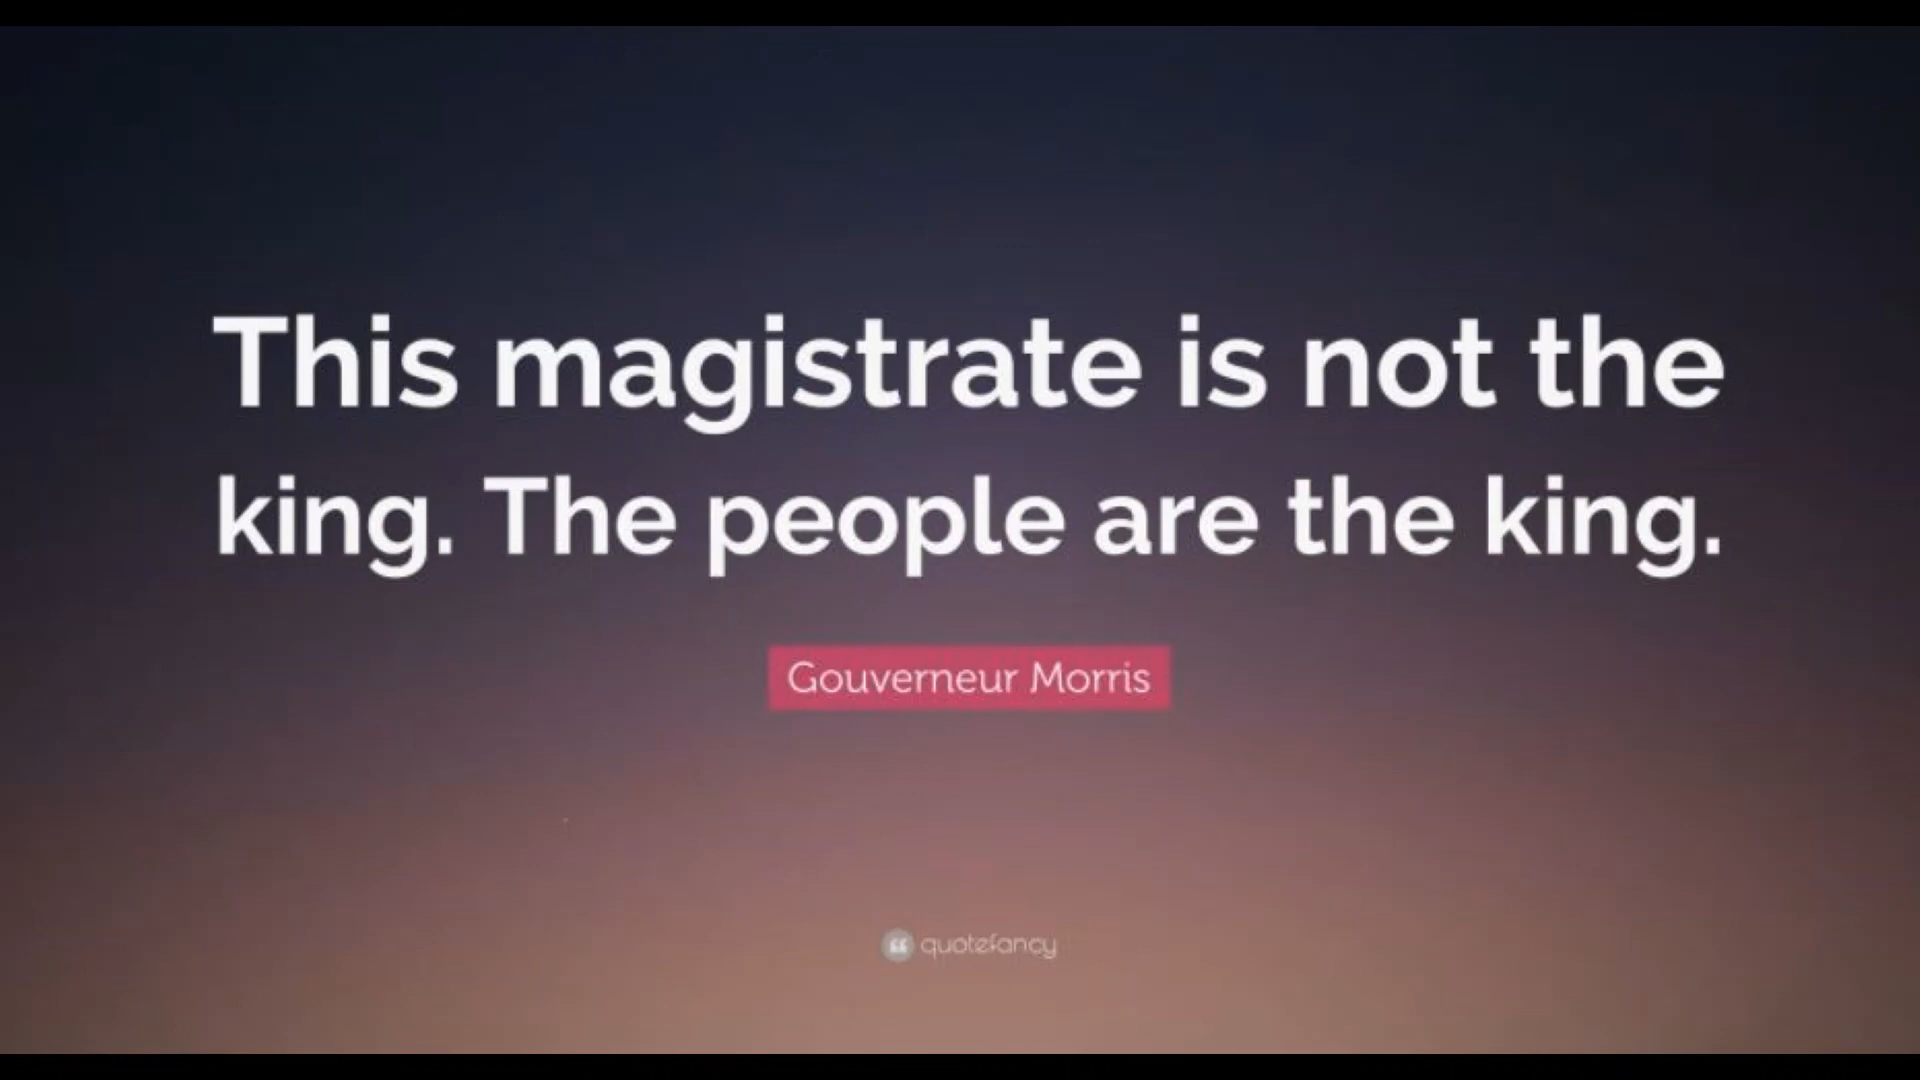 This magistrate is not the
king. The people are the king.
Gouverneur Morris
quotefancy